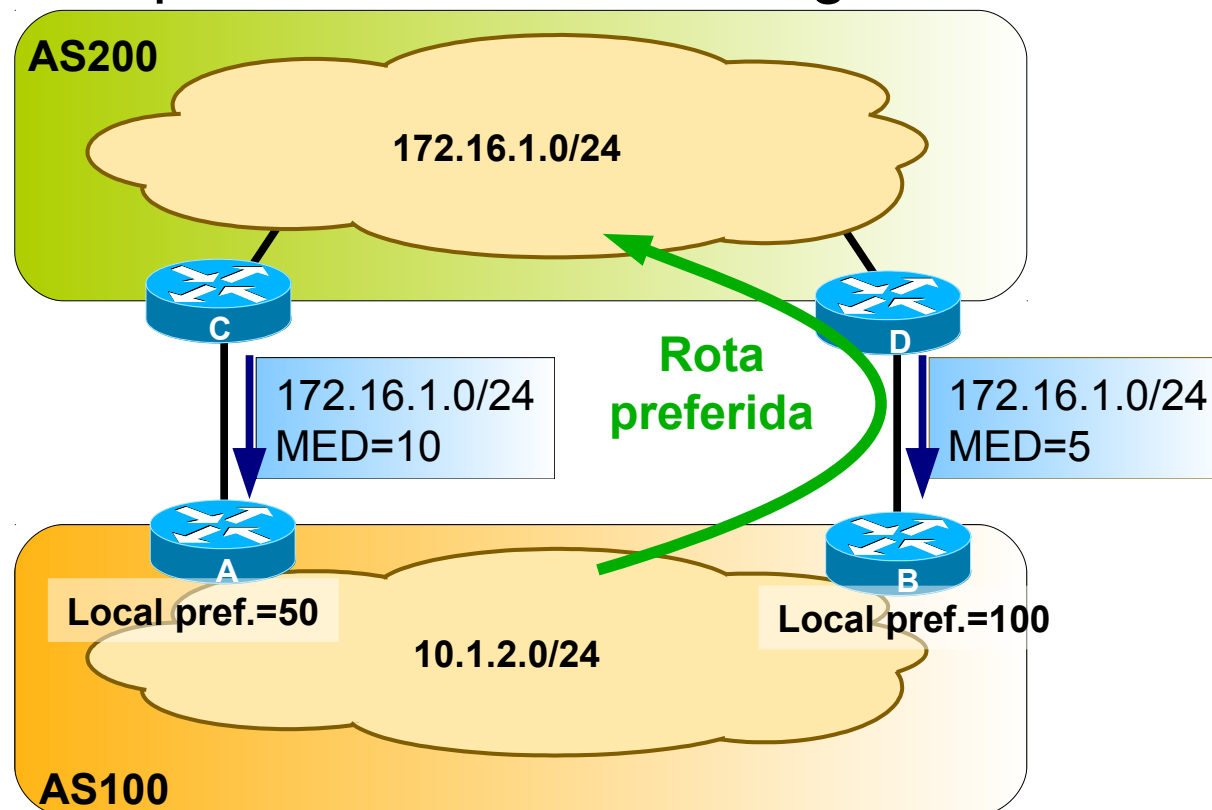 AS200
172.16.1.0/24
C
D
Rota
preferida
172.16.1.0/24
MED=10
172.16.1.0/24
MED=5
A
B
Local pref.=50
Local pref.=100
10.1.2.0/24
AS100